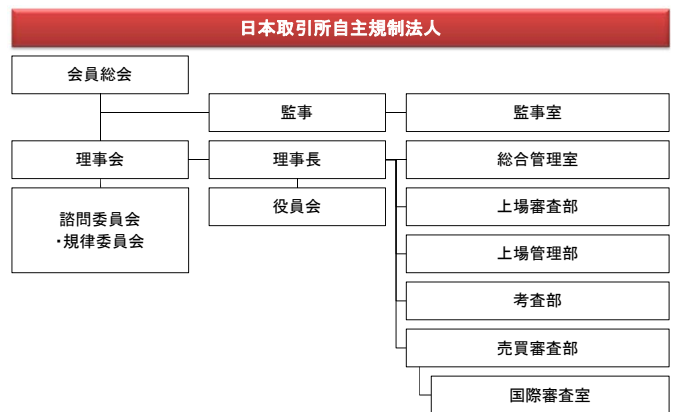 日本取引所自主規制法人
会員総会
監事
監事室
理事会
理事長
総合管理室
諮問委員会
・規律委員会
役員会
上場審査部
上場管理部
考査部
売買審査部
国際審査室